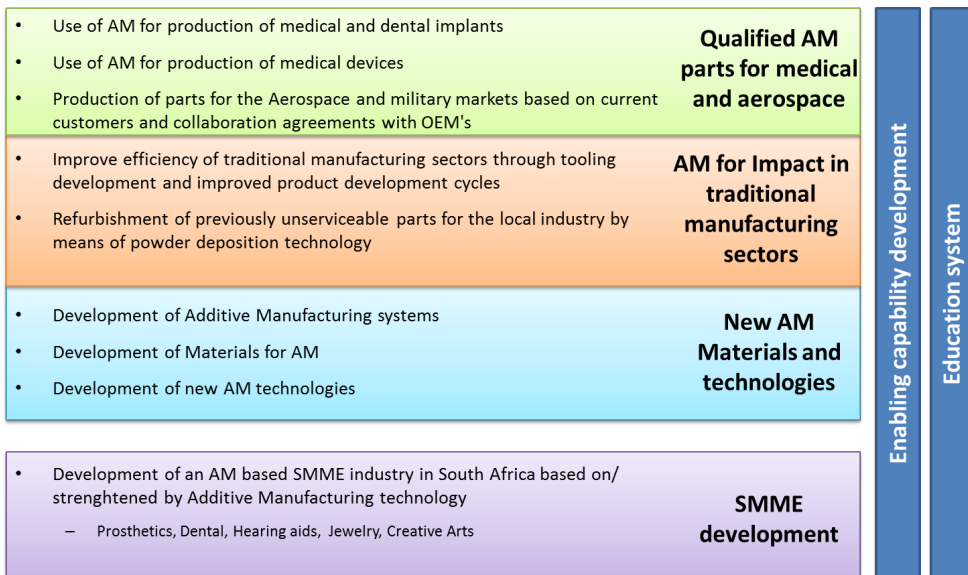 • Use of AM for production of medical and dental implants
• Use of AM for production of medical devices
• Production of parts for the Aerospace and military markets based on current
customers and collaboration agreements with OEM's
Qualified AM
parts for medical
and aerospace
• Improve efficiency of traditional manufacturing sectors through tooling
development and improved product development cycles
• Refurbishment of previously unserviceable parts for the local industry by
means of powder deposition technology
AM for Impact in
traditional
manufacturing
sectors
• Development of Additive Manufacturing systems
• Development of Materials for AM
• Development of new AM technologies
New AM
Materials and
technologies
• Development of an AM based SMME industry in South Africa based on/
strenghtened by Additive Manufacturing technology
– Prosthetics, Dental, Hearing aids, Jewelry, Creative Arts
SMME
development
Enabling capability development
Education system